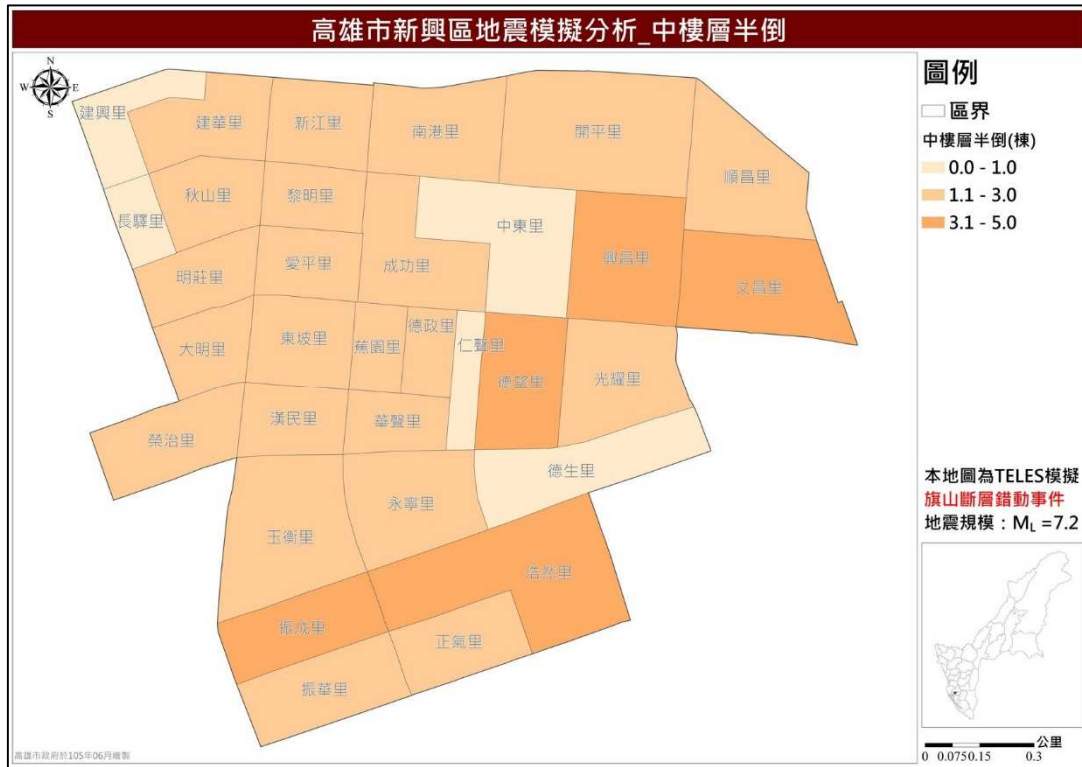 高雄市新興區地震模擬分析_中樓層半倒
N
W E
S
圖例
區界
中樓層半倒(棟)
0.0 - 1.0
1.1 - 3.0
3.1 - 5.0
建興里
建華里
新江里
南港里
開平里
順昌里
秋山里
黎明里
長驛里
中東里
明莊里
愛平里
成功里
興昌里
文昌里
大明里
東坡里
蕉園里
德政里
仁聲里
德望里
光耀里
榮治里
漢民里
華聲里
德生里
永寧里
玉衡里
浩然里
振成里
正氣里
振華里
本地圖為TELES模擬
旗山斷層錯動事件
地震規模：ML =7.2
公里
0 0.075 0.15 0.3
高雄市政府於105年06月繪製